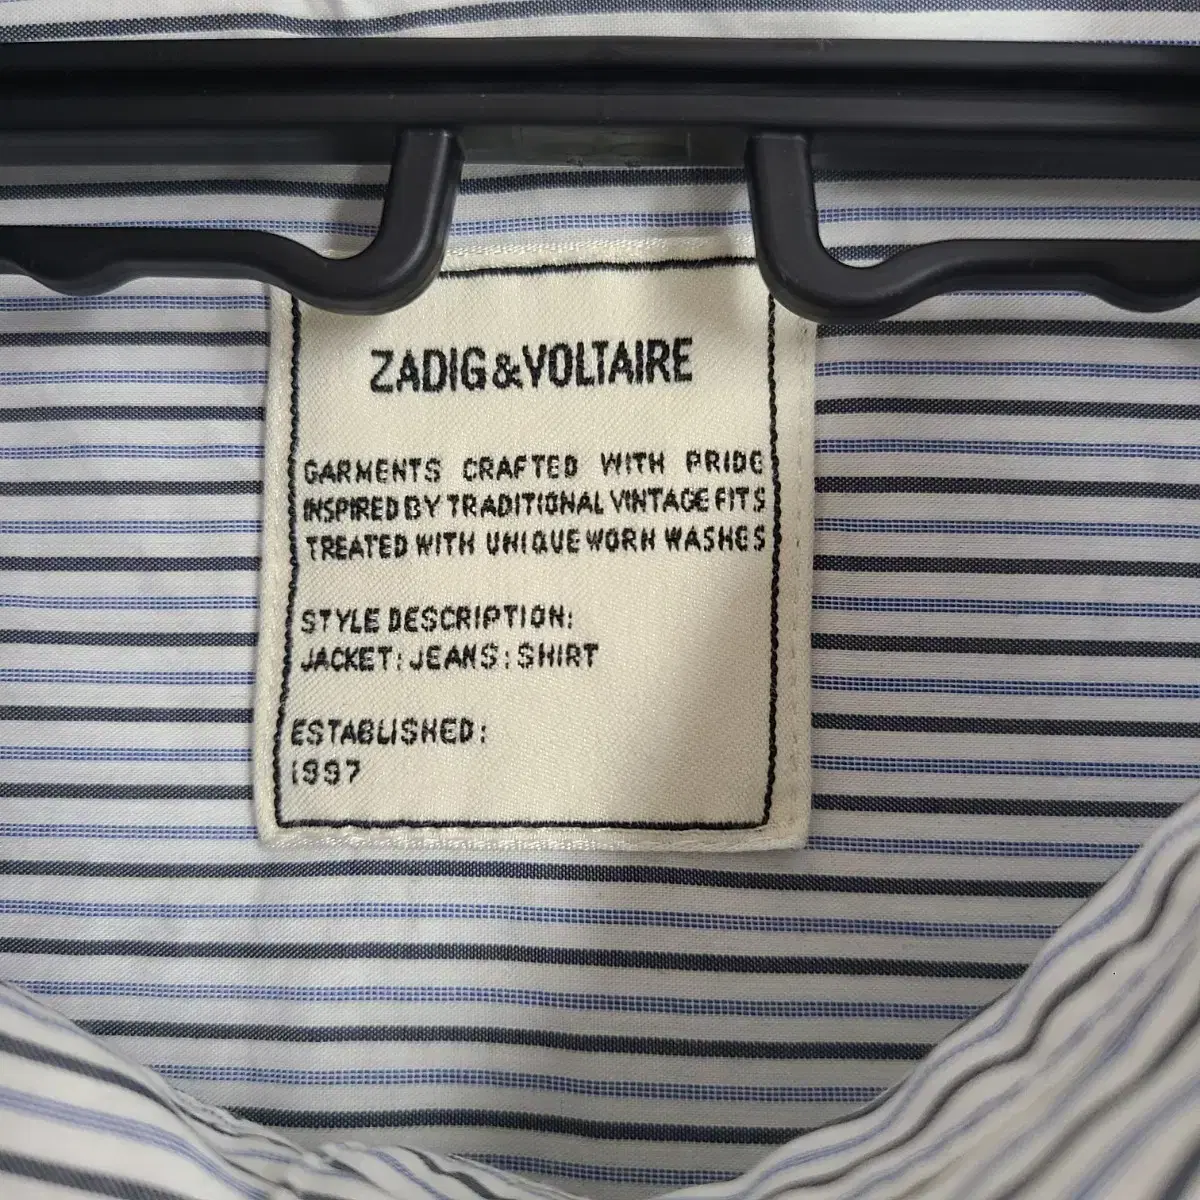 ZADIG&VOLTAIRE
GARMENTS CRAFTED WITH PRIDE
INSPIRED BY TRADITIONAL VINTAGE FITS
TREATED WITH UNIQUE WORN WASHES
STYLE DESCRIPTION:
JACKET: JEANS: SHIRT
ESTABLISHED:
1997